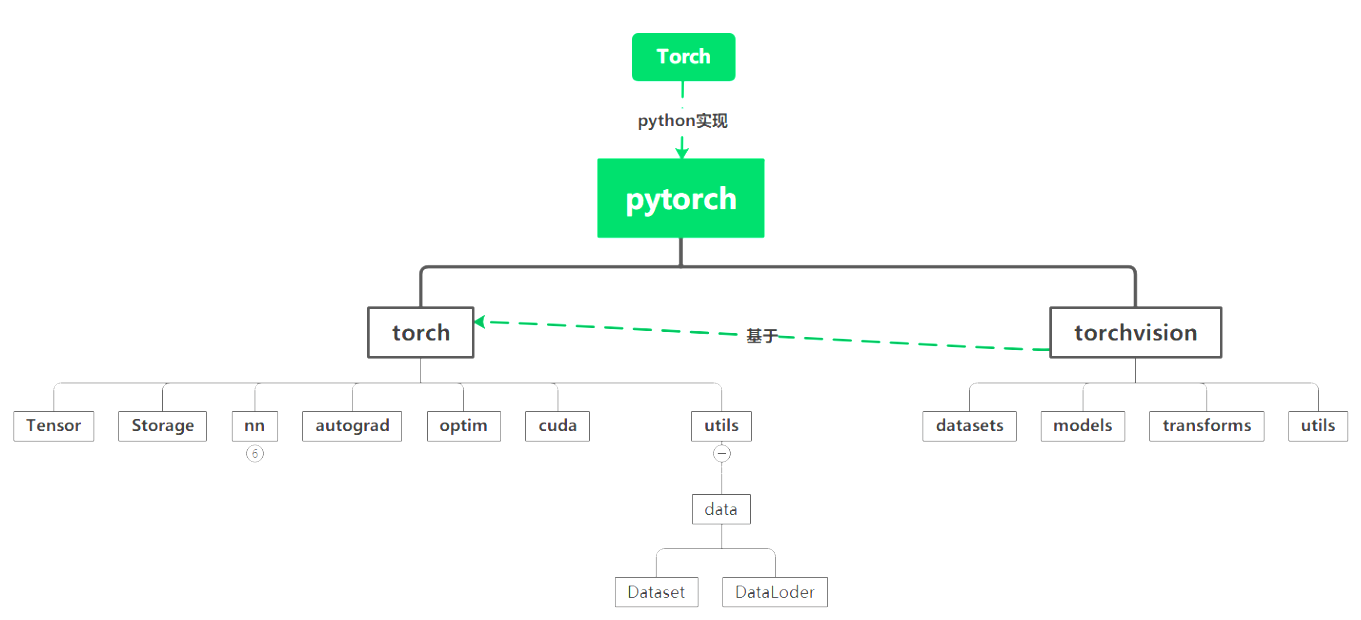 Torch
python实现
pytorch
torch
基于
torchvision
Tensor
Storage
nn
autograd
optim
cuda
utils
datasets
models
transforms
utils
6
data
Dataset
DataLoder